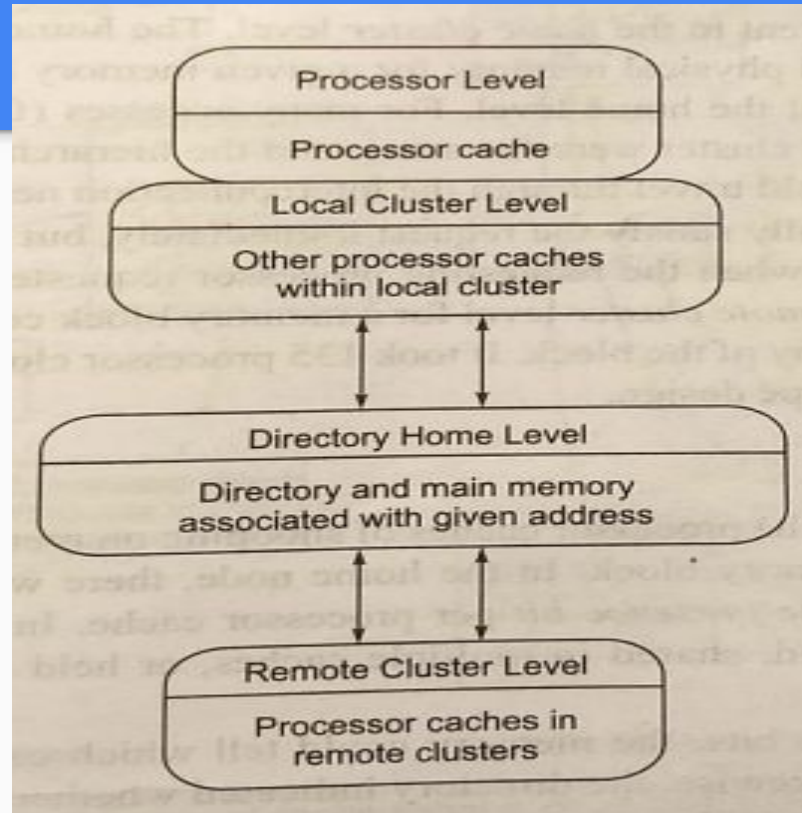 Processor Level
Processor cache
Local Cluster Level
Other processor caches
within local cluster
Directory Home Level
Directory and main memory
associated with given address
Remote Cluster Level
Processor caches in
remote clusters